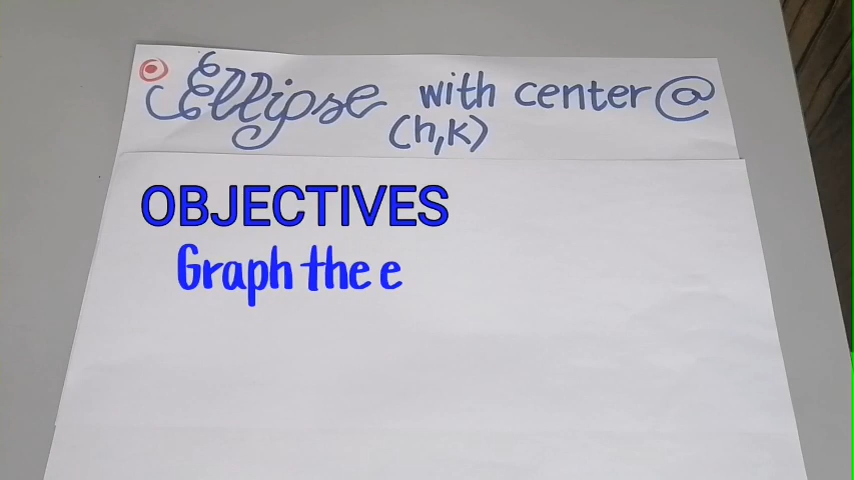 Ellipse with center @
(h,k)
OBJECTIVES
Graph the e